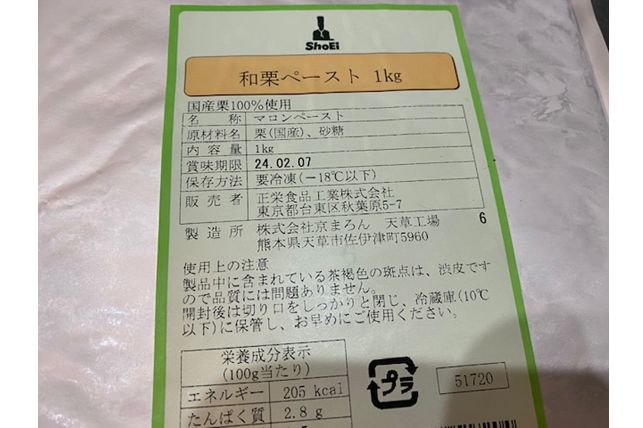 ShoEi
和栗ペースト 1kg
国産栗100%使用
名 称 マロンペースト
原材料名 栗(国産)、砂糖
内容量 1kg
賞味期限 24.02.07
保存方法 要冷凍(-18℃以下)
販売者 正栄食品工業株式会社
東京都台東区秋葉原5-7
製造所 株式会社京まろん 天草工場 6
熊本県天草市佐伊津町5960
使用上の注意
製品中に含まれている茶褐色の斑点は、渋皮です
ので品質には問題ありません。
開封後は切り口をしっかりと閉じ、冷蔵庫(10℃
以下)に保管し、お早めにご使用ください。
栄養成分表示
(100g当たり)
エネルギー 205 kcal
たんぱく質 2.8 g
プラ
51720